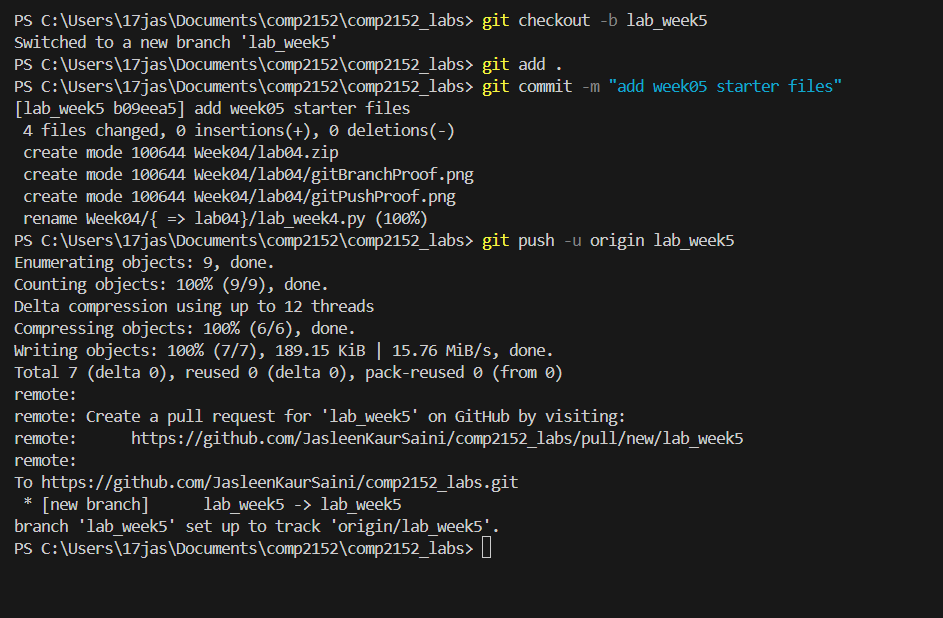 PS C:\Users\17jas\Documents\comp2152\comp2152_labs> git checkout -b lab_week5
Switched to a new branch 'lab_week5'
PS C:\Users\17jas\Documents\comp2152\comp2152_labs> git add .
PS C:\Users\17jas\Documents\comp2152\comp2152_labs> git commit -m "add week05 starter files"
[lab_week5 b09eea5] add week05 starter files
 4 files changed, 0 insertions(+), 0 deletions(-)
 create mode 100644 Week04/lab04.zip
 create mode 100644 Week04/lab04/gitBranchProof.png
 create mode 100644 Week04/lab04/gitPushProof.png
 rename Week04/{ => lab04}/lab_week4.py (100%)
PS C:\Users\17jas\Documents\comp2152\comp2152_labs> git push -u origin lab_week5
Enumerating objects: 9, done.
Counting objects: 100% (9/9), done.
Delta compression using up to 12 threads
Compressing objects: 100% (6/6), done.
Writing objects: 100% (7/7), 189.15 KiB | 15.76 MiB/s, done.
Total 7 (delta 0), reused 0 (delta 0), pack-reused 0 (from 0)
remote:
remote: Create a pull request for 'lab_week5' on GitHub by visiting:
remote:      https://github.com/JasleenKaurSaini/comp2152_labs/pull/new/lab_week5
remote:
To https://github.com/JasleenKaurSaini/comp2152_labs.git
 * [new branch]      lab_week5 -> lab_week5
branch 'lab_week5' set up to track 'origin/lab_week5'.
PS C:\Users\17jas\Documents\comp2152\comp2152_labs>